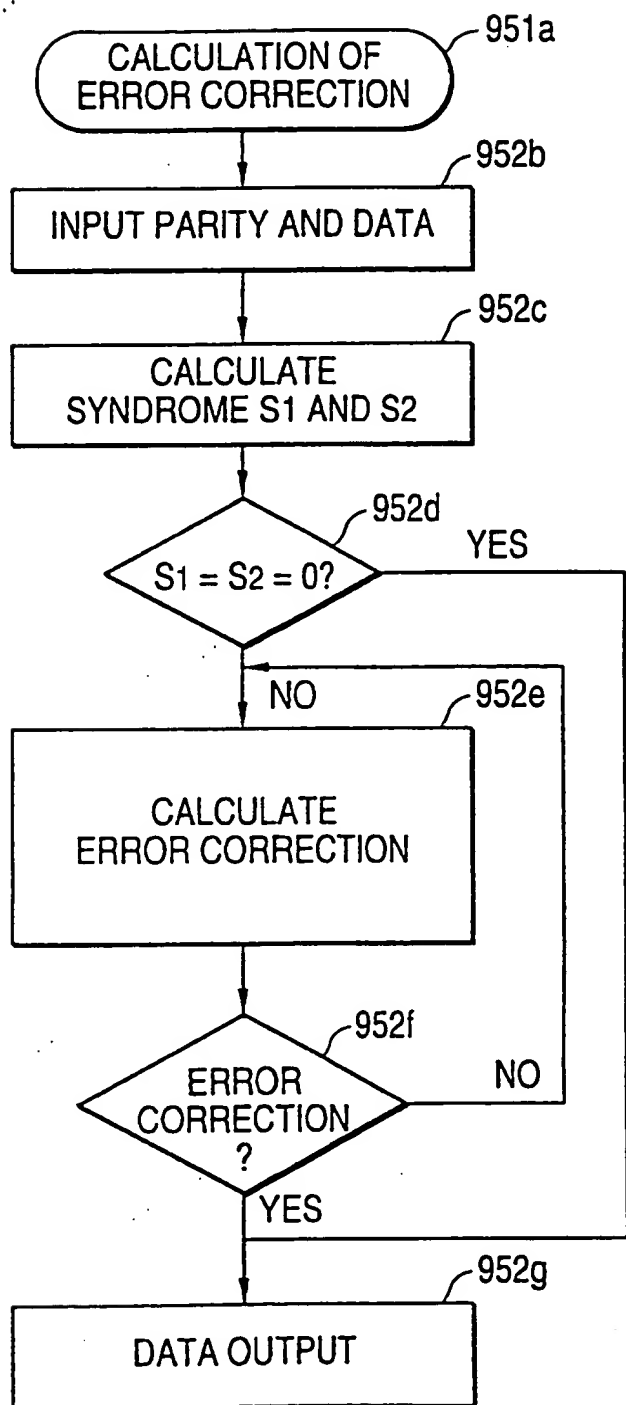 951a
CALCULATION OF
ERROR CORRECTION
952b
INPUT PARITY AND DATA
952c
CALCULATE
SYNDROME S1 AND S2
952d
S1 = S2 = 0?
YES
NO
952e
CALCULATE
ERROR CORRECTION
952f
ERROR
CORRECTION
?
NO
YES
952g
DATA OUTPUT